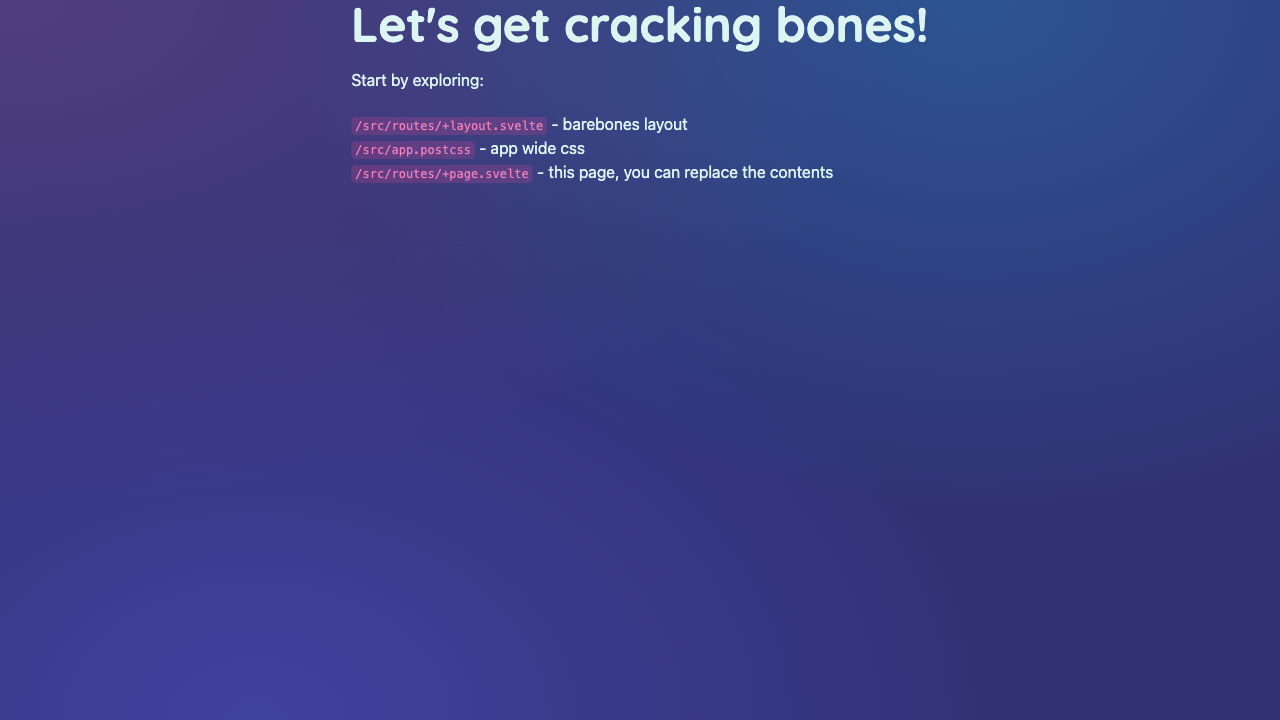 Let's get cracking bones!
Start by exploring:
/src/routes/+layout.svelte - barebones layout
/src/app.postcss - app wide css
/src/routes/+page.svelte - this page, you can replace the contents